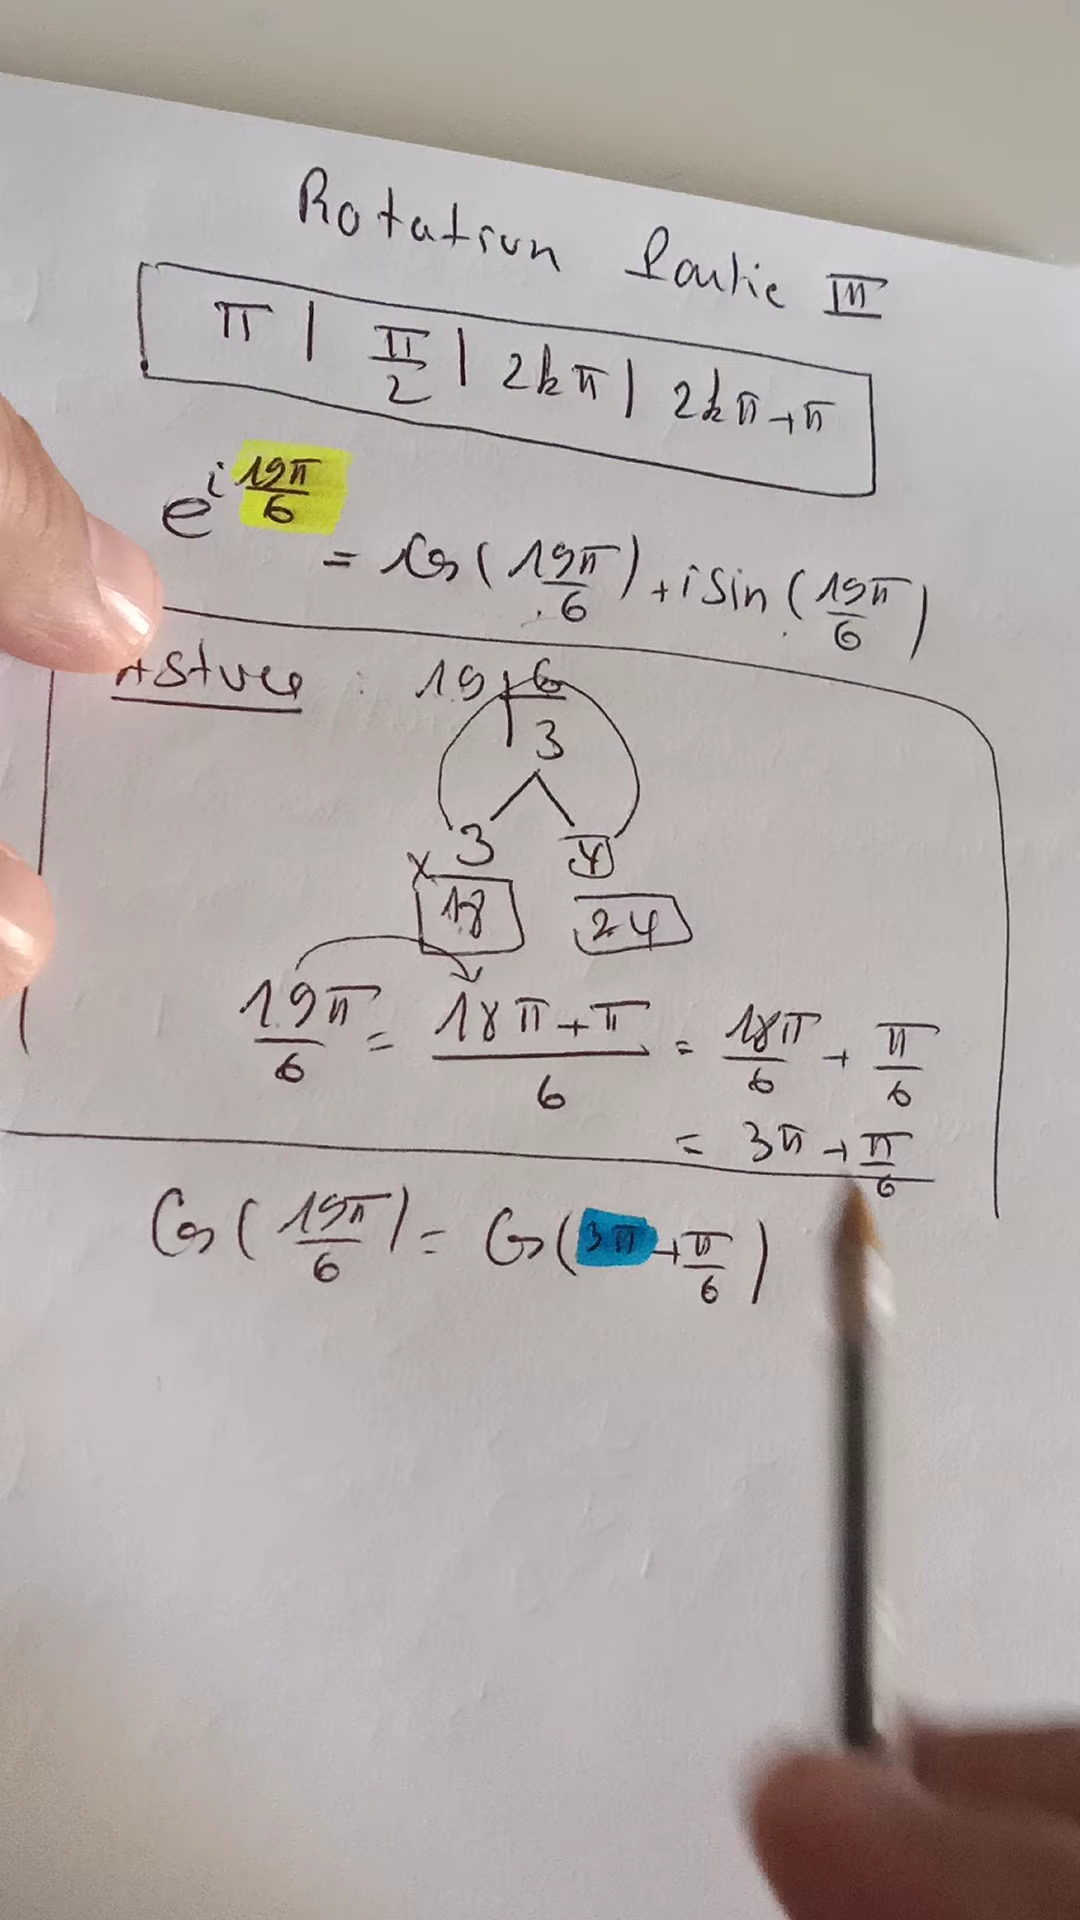 Rotation Partie III
π | π/2 | 2kπ | 2kπ+π
e^{i 19π/6}
= Cos(19π/6) + i Sin(19π/6)
Astuce : 19 | 6
3
3 4
x 18 24
19π/6 = (18π+π)/6 = 18π/6 + π/6
= 3π + π/6
Cos(19π/6) = Cos(3π + π/6)